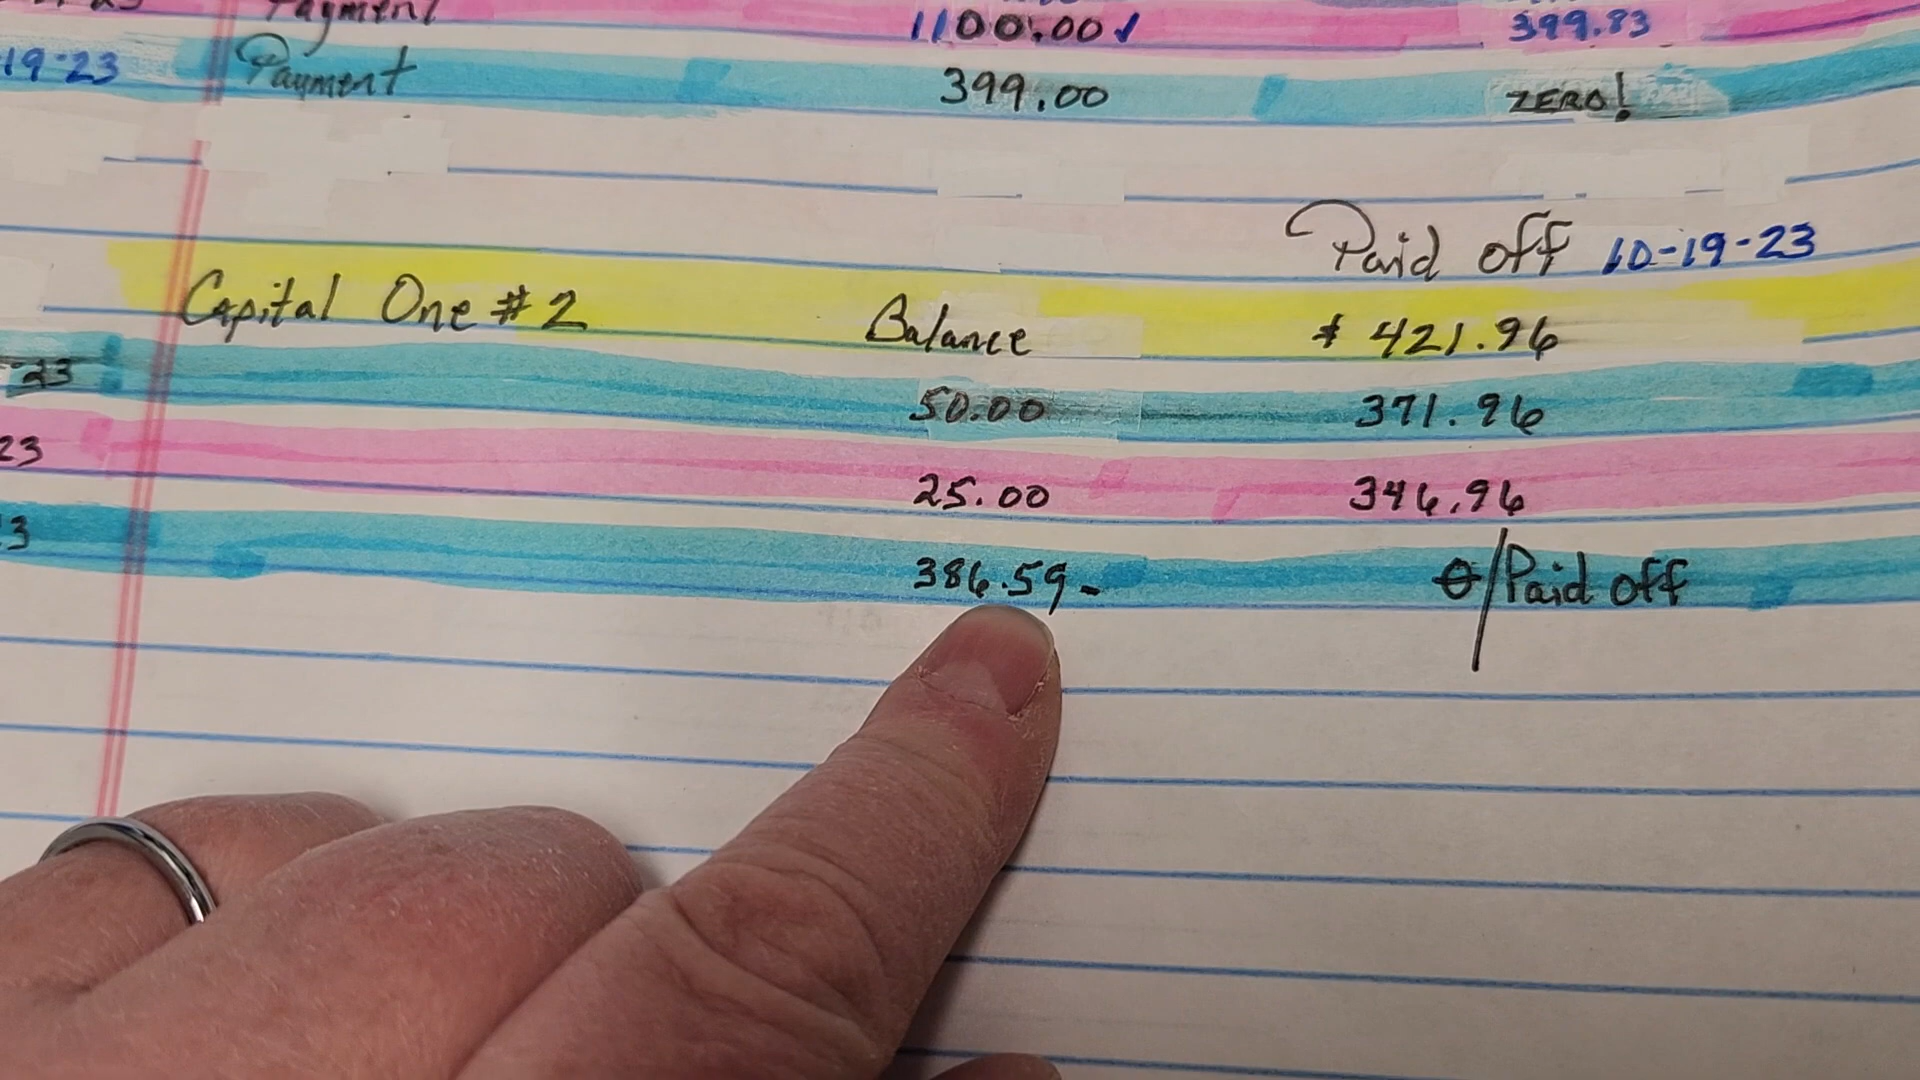 Payment 1100.00 ✓ 399.83
19-23 Payment 399.00 ZERO!
Paid off 10-19-23
Capital One #2 Balance $ 421.96
23 50.00 371.96
23 25.00 346.96
3 386.59- 0/Paid off